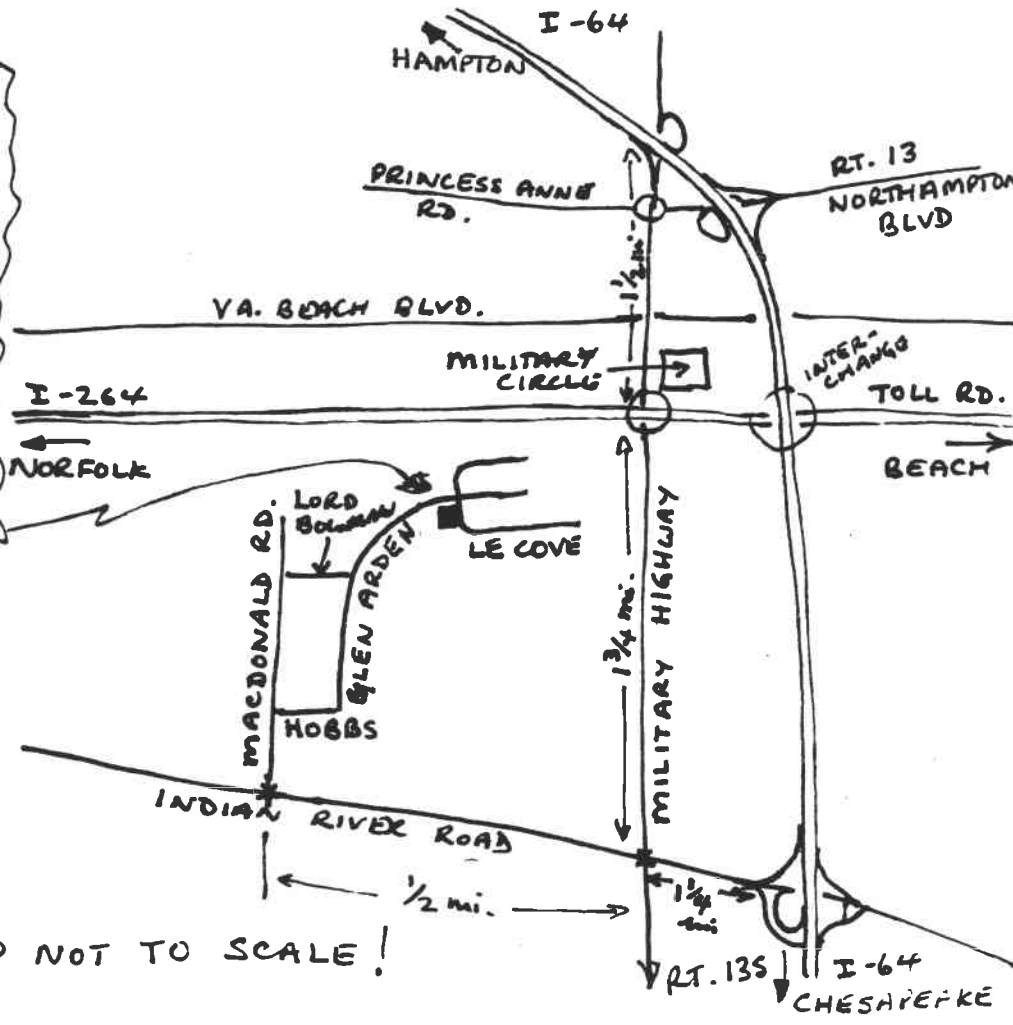 I-64
HAMPTON
PRINCESS ANNE
RD.
RT. 13
NORTHAMPTON
BLVD
1 1/2 mi.
VA. BEACH BLVD.
MILITARY
CIRCLE
INTER-
CHANGE
I-264
TOLL RD.
NORFOLK
BEACH
LORD
LE COVE
MACDONALD RD.
GLEN ARDEN
HOBBS
1 3/4 mi.
MILITARY HIGHWAY
INDIAN RIVER ROAD
1/2 mi.
1 1/4
mi
NOT TO SCALE!
RT. 13S
I-64
CHESAPEAKE